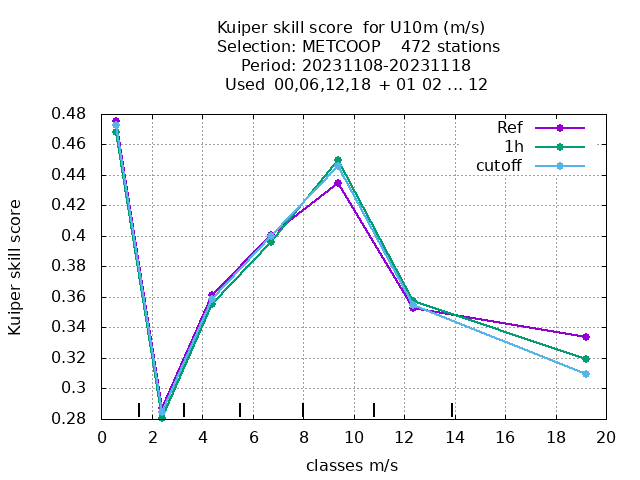 Kuiper skill score  for U10m (m/s)
Selection: METCOOP    472 stations
Period: 20231108-20231118
Used  00,06,12,18  + 01 02 ... 12
Ref
1h
cutoff
Kuiper skill score
0.48
0.46
0.44
0.42
0.4
0.38
0.36
0.34
0.32
0.3
0.28
0 2 4 6 8 10 12 14 16 18 20
classes m/s